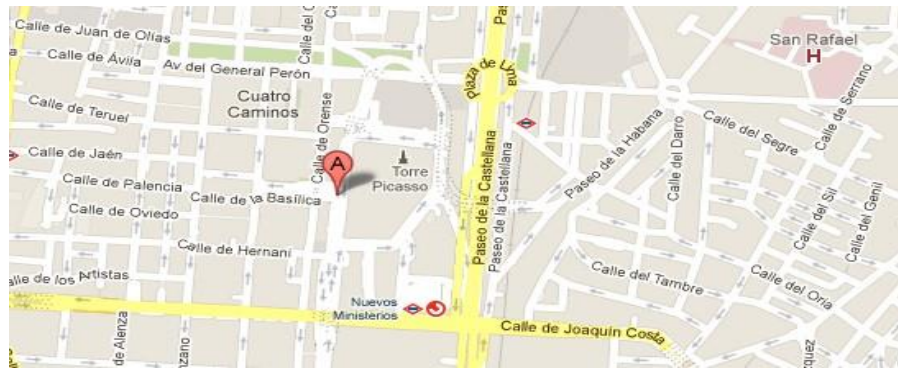 Calle de Juan de Olías
Calle de Ávila
Av del General Perón
Cuatro
Caminos
Calle de Teruel
Calle de Jaén
Calle de Palencia
Calle de Oviedo
Calle de la Basílica
Calle de Hernani
Calle de Orense
A
Torre
Picasso
Nuevos
Ministerios
de Alenza
Plaza de Lima
Paseo de la Castellana
Paseo de la Castellana
Paseo de la Habana
Calle del Darro
Calle del Segre
San Rafael
H
Calle de Serrano
Calle del Sil
Calle del Genil
Calle del Tambre
Calle del Oria
Calle de Joaquín Costa